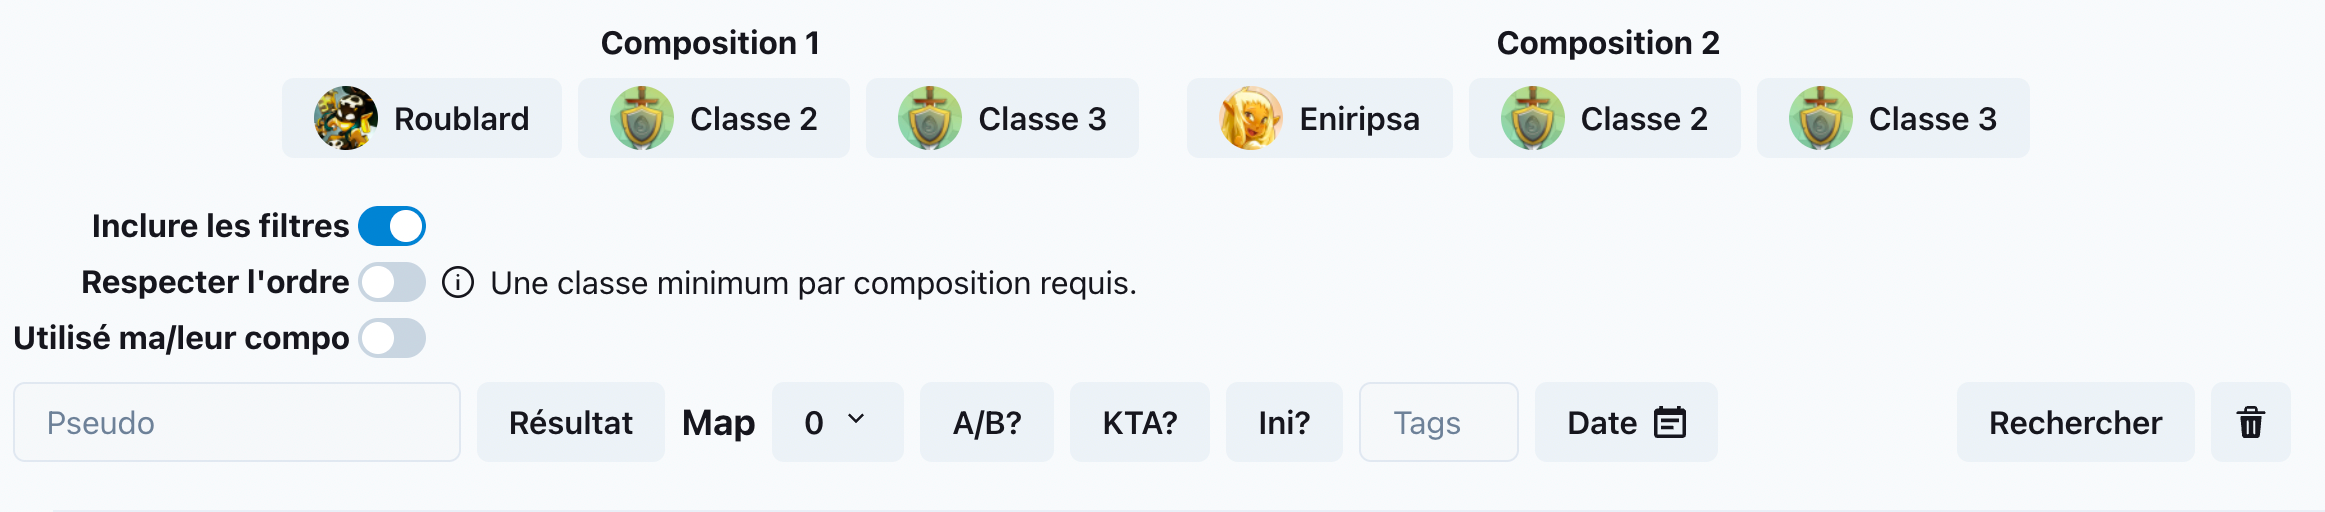 Composition 1
Composition 2
Roublard
Classe 2
Classe 3
Eniripsa
Classe 2
Classe 3
Inclure les filtres
Respecter l'ordre
Une classe minimum par composition requis.
Utilisé ma/leur compo
Pseudo
Résultat
Map
0
A/B?
KTA?
Ini?
Tags
Date
Rechercher